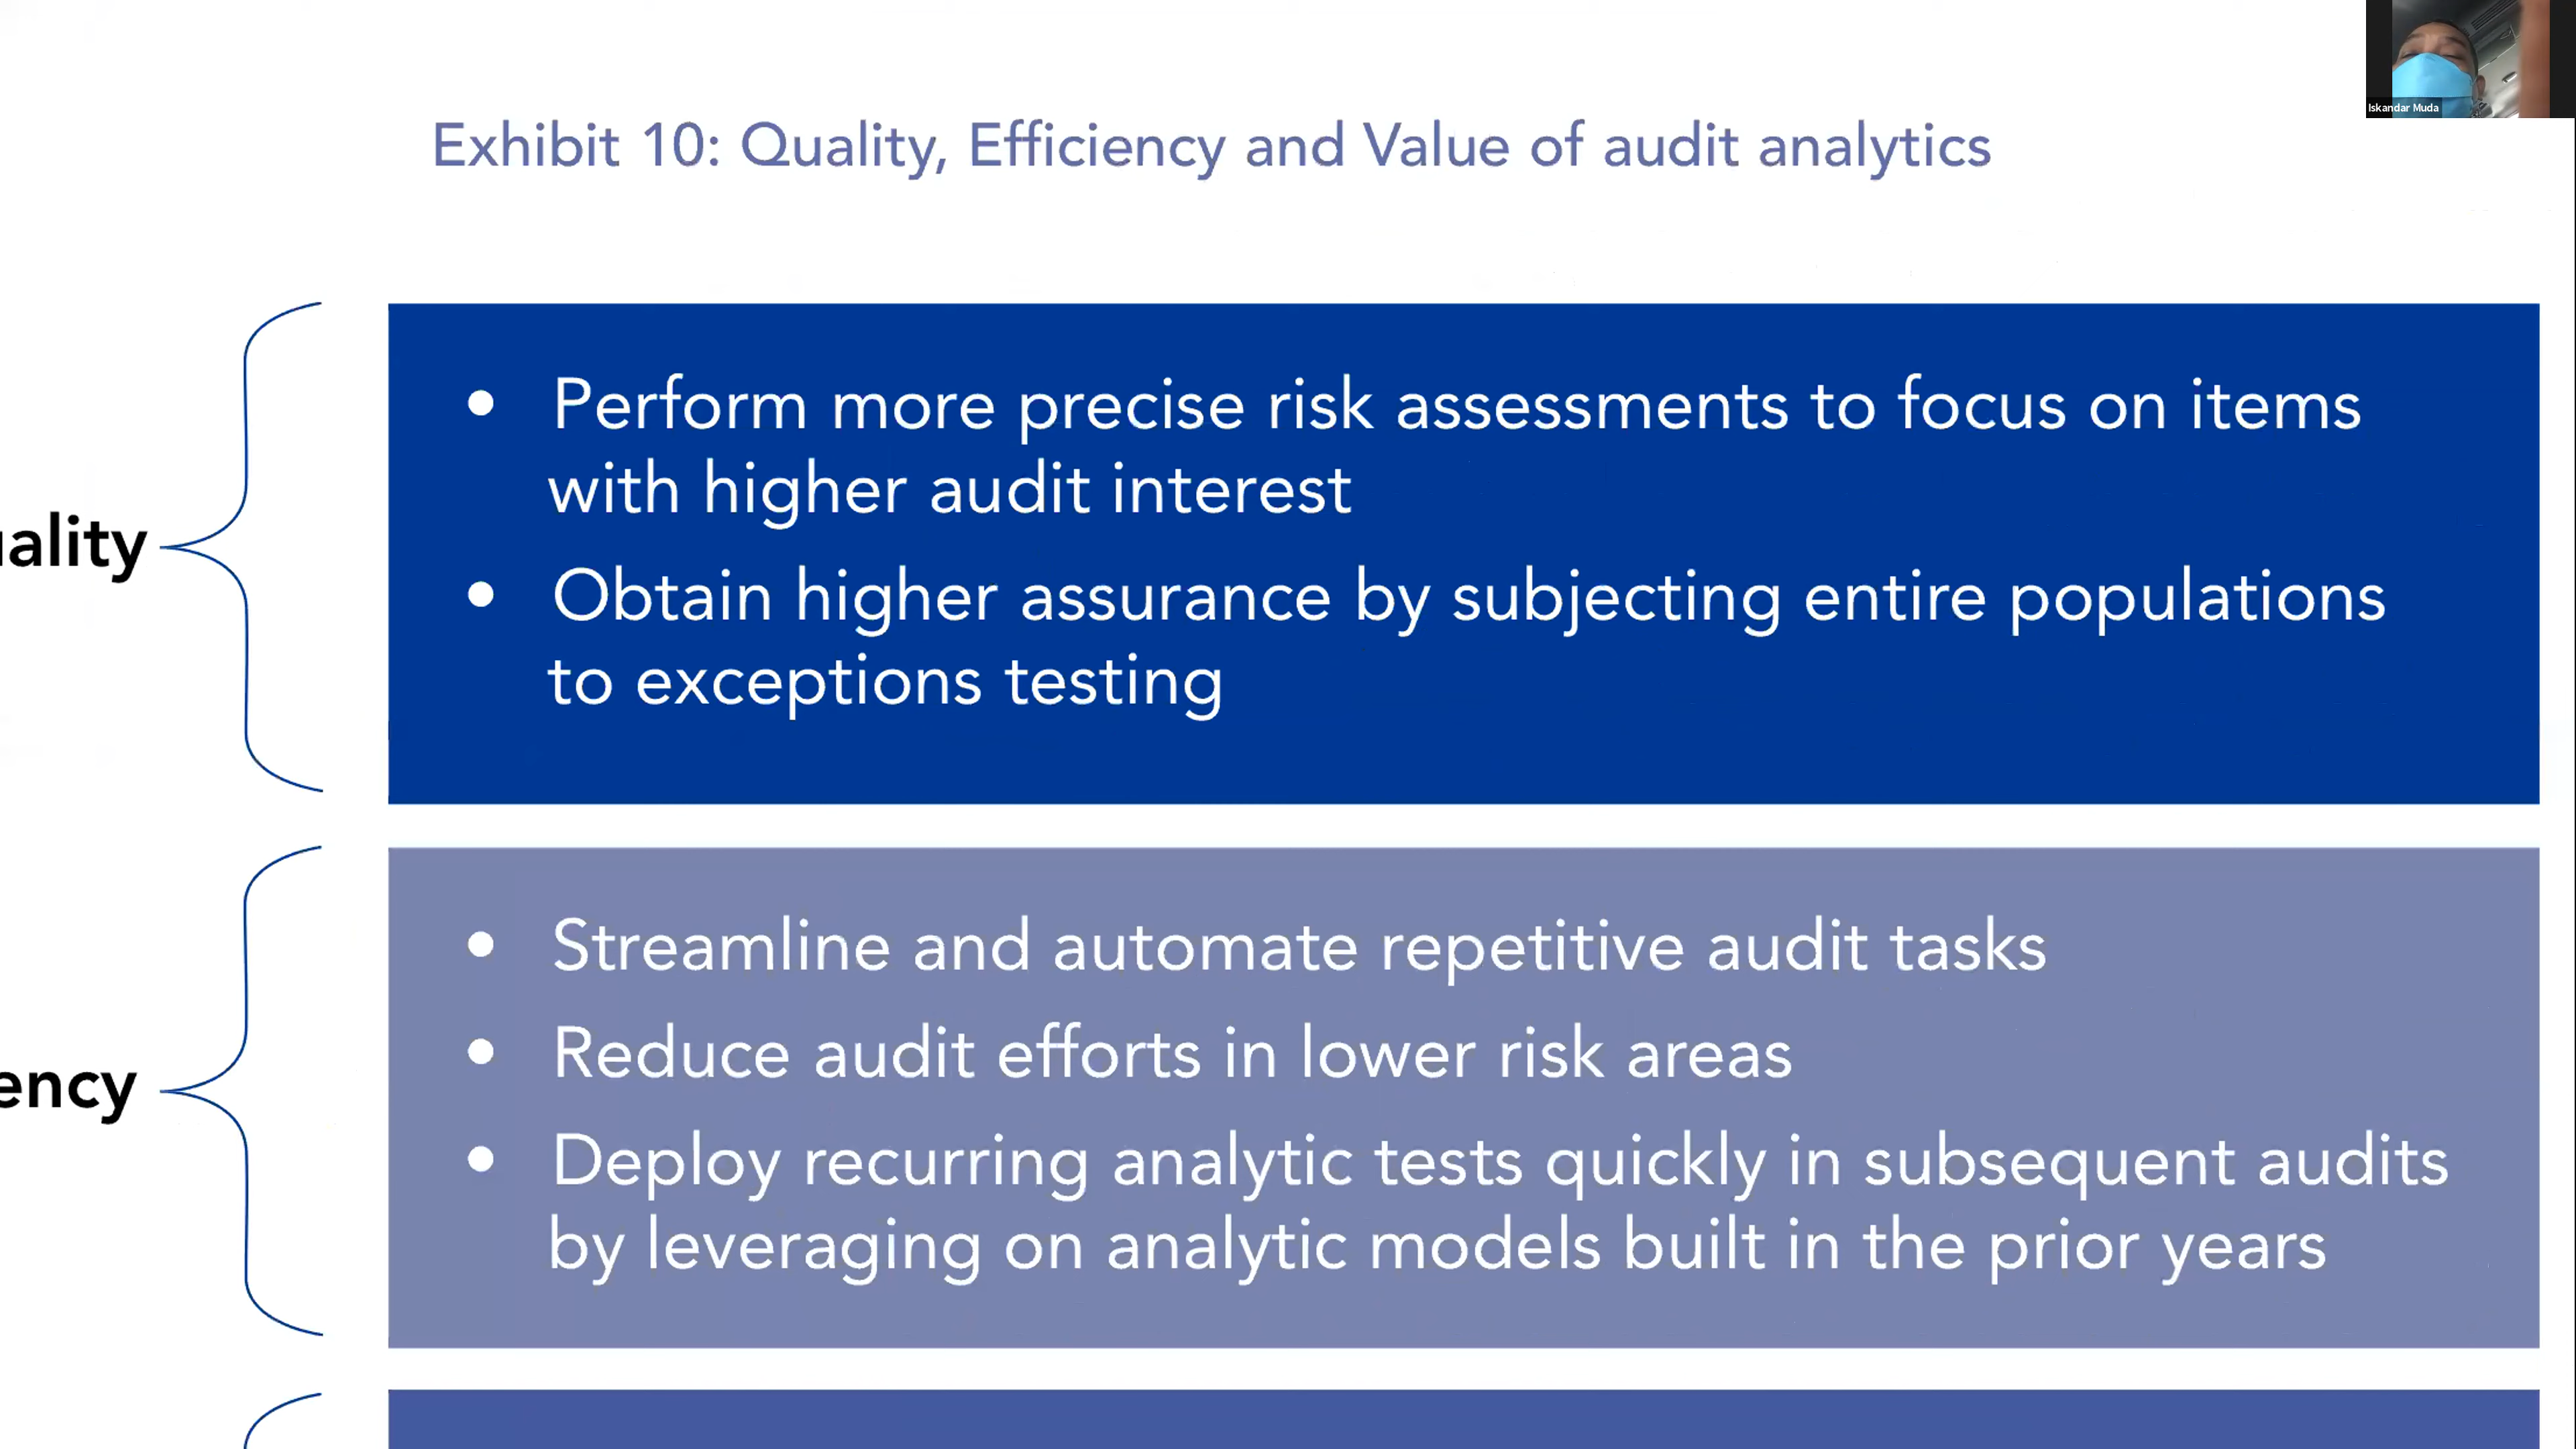 Iskandar Muda
Exhibit 10: Quality, Efficiency and Value of audit analytics
• Perform more precise risk assessments to focus on items
with higher audit interest
uality
• Obtain higher assurance by subjecting entire populations
to exceptions testing
• Streamline and automate repetitive audit tasks
• Reduce audit efforts in lower risk areas
ency
• Deploy recurring analytic tests quickly in subsequent audits
by leveraging on analytic models built in the prior years